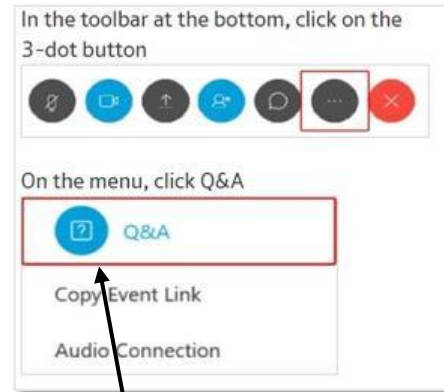 In the toolbar at the bottom, click on the
3-dot button
On the menu, click Q&A
Q&A
Copy Event Link
Audio Connection